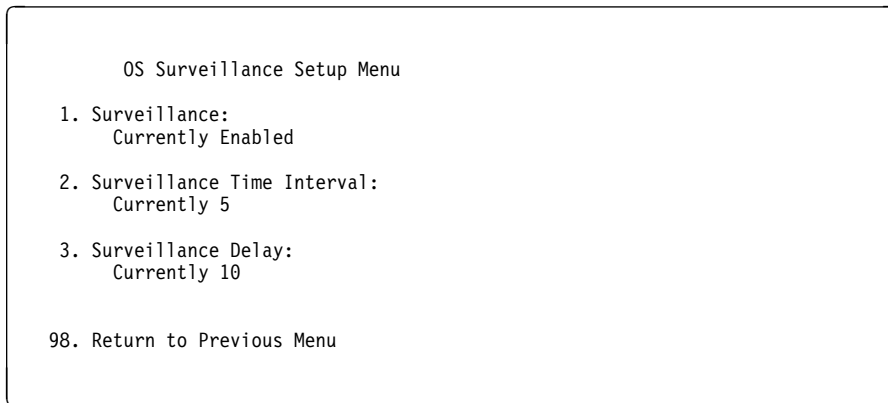 OS Surveillance Setup Menu
1. Surveillance:
Currently Enabled
2. Surveillance Time Interval:
Currently 5
3. Surveillance Delay:
Currently 10
98. Return to Previous Menu